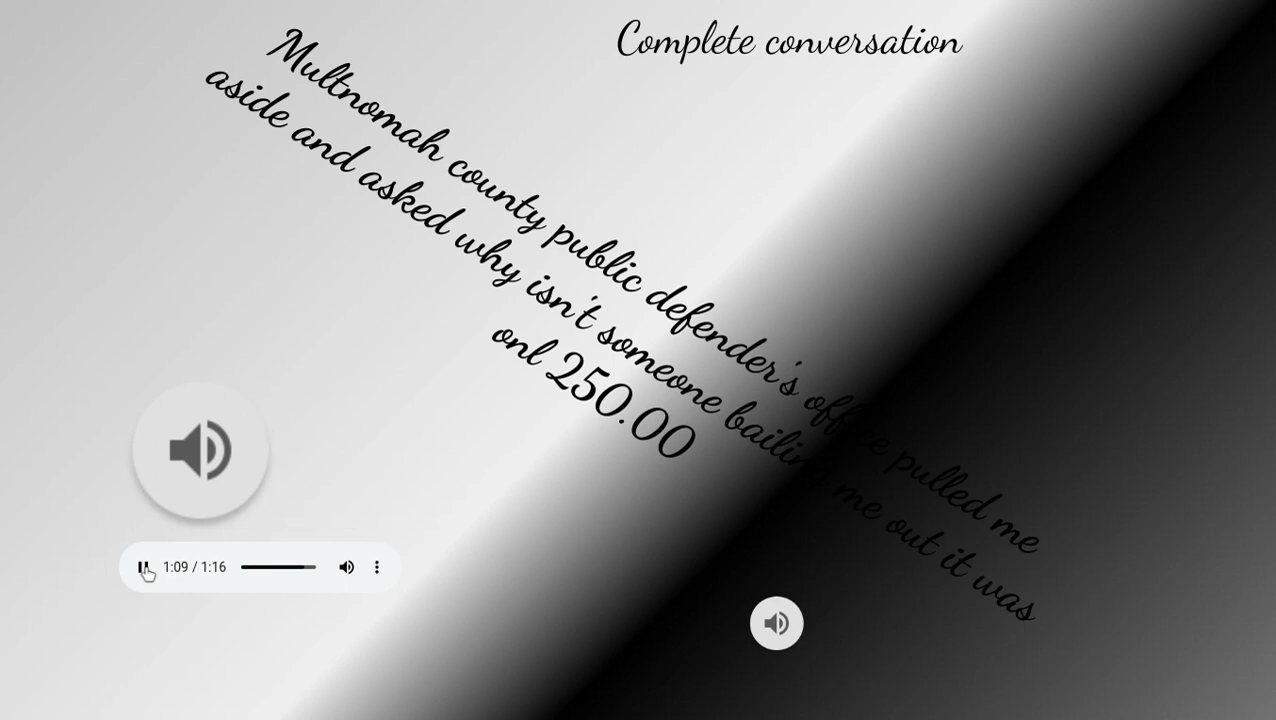 Complete conversation
Multnomah county public defender's office pulled me
aside and asked why isn't someone bailing me out it was
onl 250.00
1:09 / 1:16